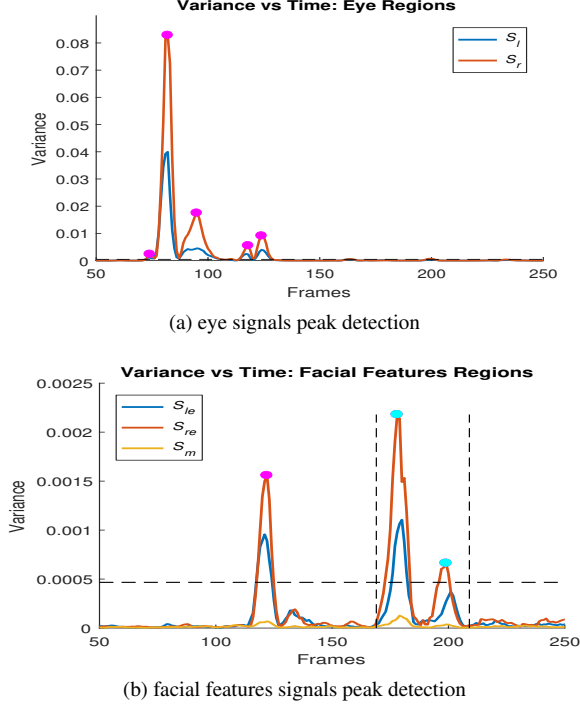 Variance vs Time: Eye Regions
0.08
0.07
0.06
0.05
0.04
0.03
0.02
0.01
0
Variance
S_l
S_r
50 100 150 200 250
Frames
(a) eye signals peak detection
Variance vs Time: Facial Features Regions
0.0025
0.002
0.0015
0.001
0.0005
0
Variance
S_le
S_re
S_m
50 100 150 200 250
Frames
(b) facial features signals peak detection